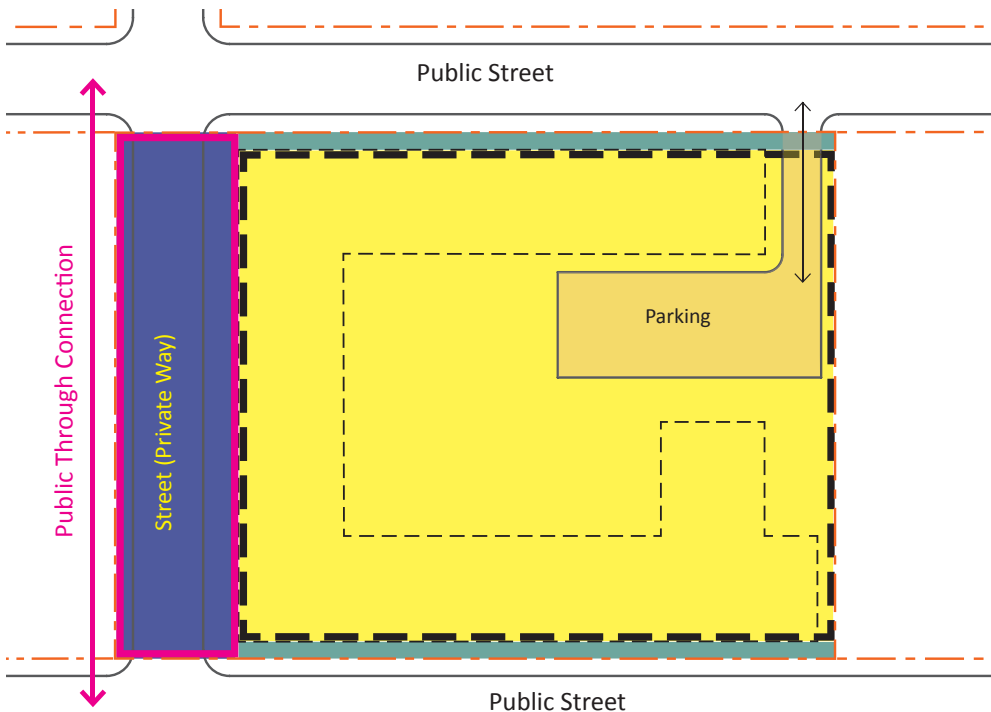 Public Street
Public Through Connection
Street (Private Way)
Parking
Public Street